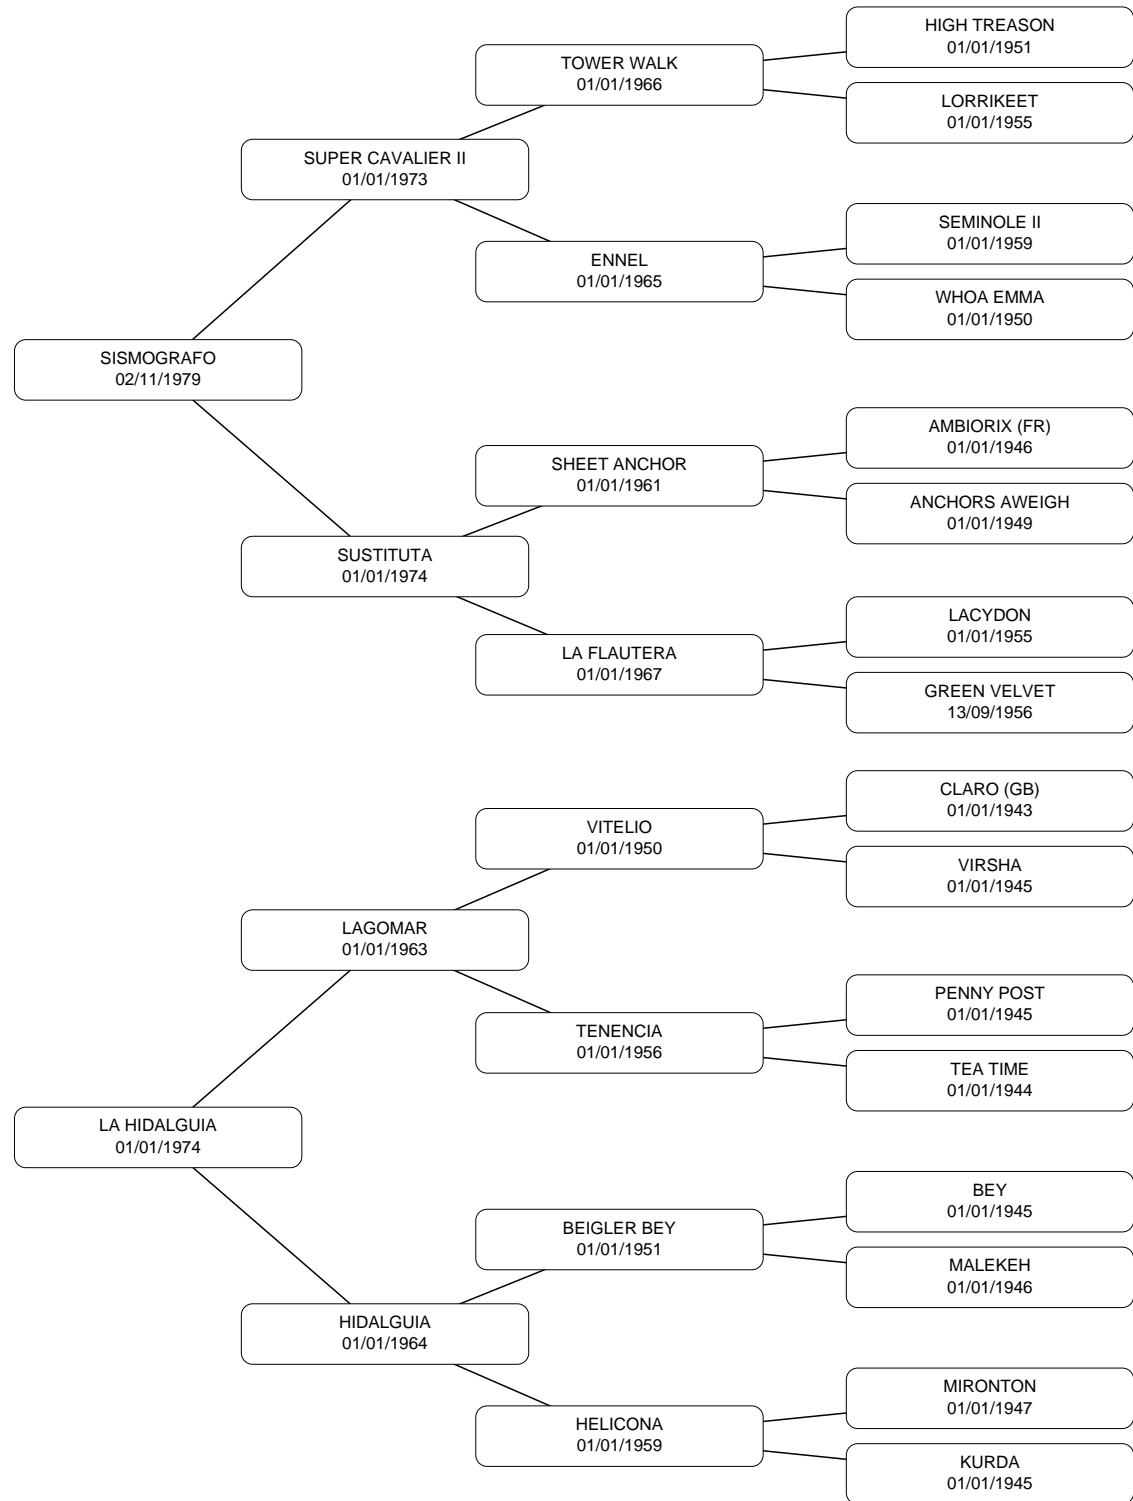 HIGH TREASON
01/01/1951
TOWER WALK
01/01/1966
LORRIKEET
01/01/1955
SUPER CAVALIER II
01/01/1973
SEMINOLE II
01/01/1959
ENNEL
01/01/1965
WHOA EMMA
01/01/1950
SISMOGRAFO
02/11/1979
AMBIORIX (FR)
01/01/1946
SHEET ANCHOR
01/01/1961
ANCHORS AWEIGH
01/01/1949
SUSTITUTA
01/01/1974
LACYDON
01/01/1955
LA FLAUTERA
01/01/1967
GREEN VELVET
13/09/1956
CLARO (GB)
01/01/1943
VITELIO
01/01/1950
VIRSHA
01/01/1945
LAGOMAR
01/01/1963
PENNY POST
01/01/1945
TENENCIA
01/01/1956
TEA TIME
01/01/1944
LA HIDALGUIA
01/01/1974
BEY
01/01/1945
BEIGLER BEY
01/01/1951
MALEKEH
01/01/1946
HIDALGUIA
01/01/1964
MIRONTON
01/01/1947
HELICONA
01/01/1959
KURDA
01/01/1945